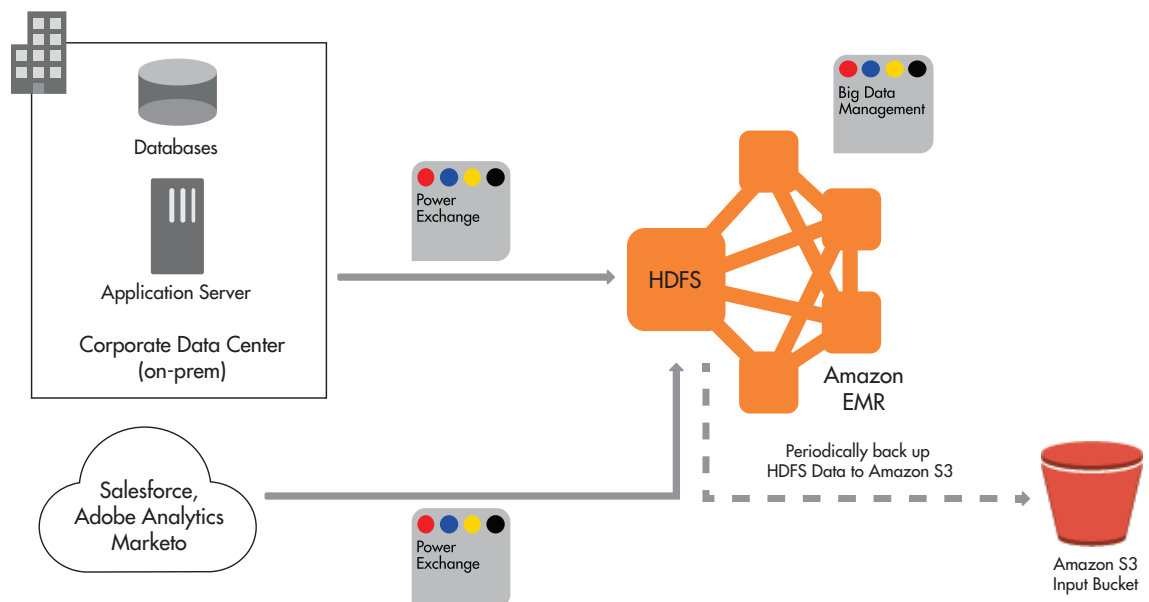 Databases
Application Server
Corporate Data Center
(on-prem)
Power
Exchange
Big Data
Management
HDFS
Amazon
EMR
Salesforce,
Adobe Analytics
Marketo
Power
Exchange
Periodically back up
HDFS Data to Amazon S3
Amazon S3
Input Bucket